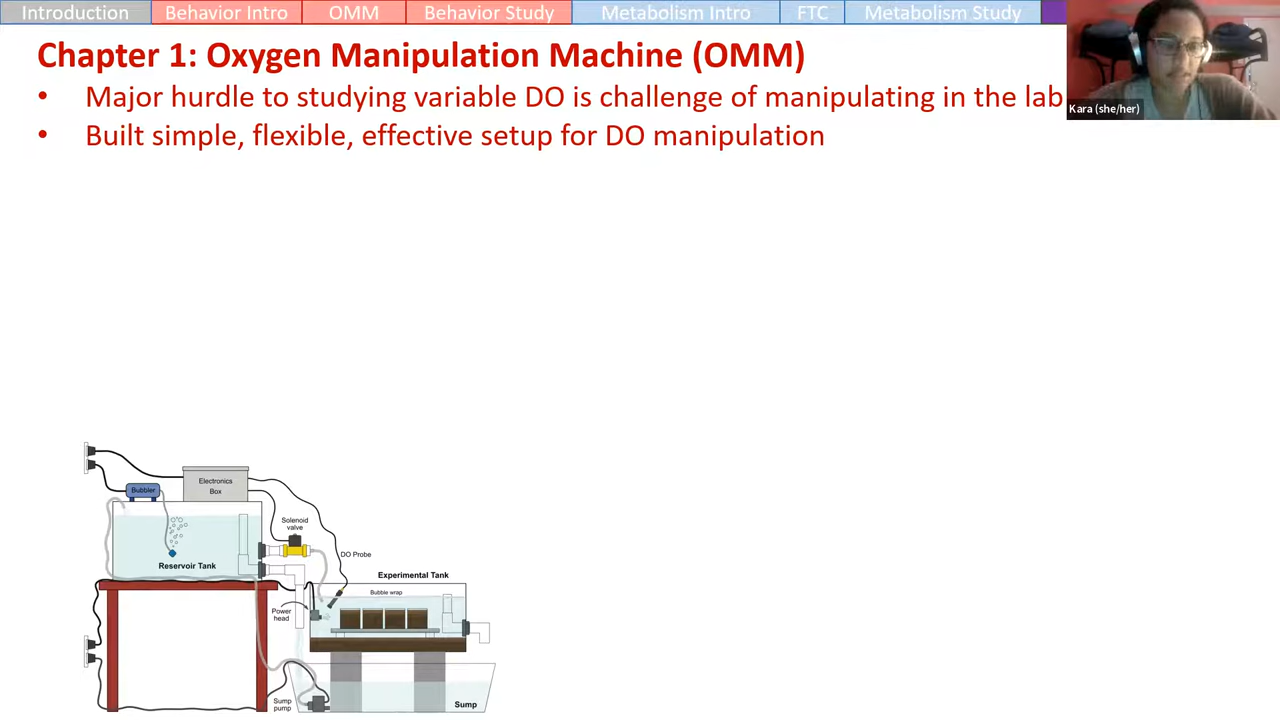 Introduction Behavior Intro OMM Behavior Study Metabolism Intro FTC Metabolism Study
Chapter 1: Oxygen Manipulation Machine (OMM)
• Major hurdle to studying variable DO is challenge of manipulating in the lab
• Built simple, flexible, effective setup for DO manipulation
Kara (she/her)
Electronics
Box
Bubbler
Solenoid
valve
DO Probe
Reservoir Tank
Experimental Tank
Bubble wrap
Power
head
Sump
pump
Sump